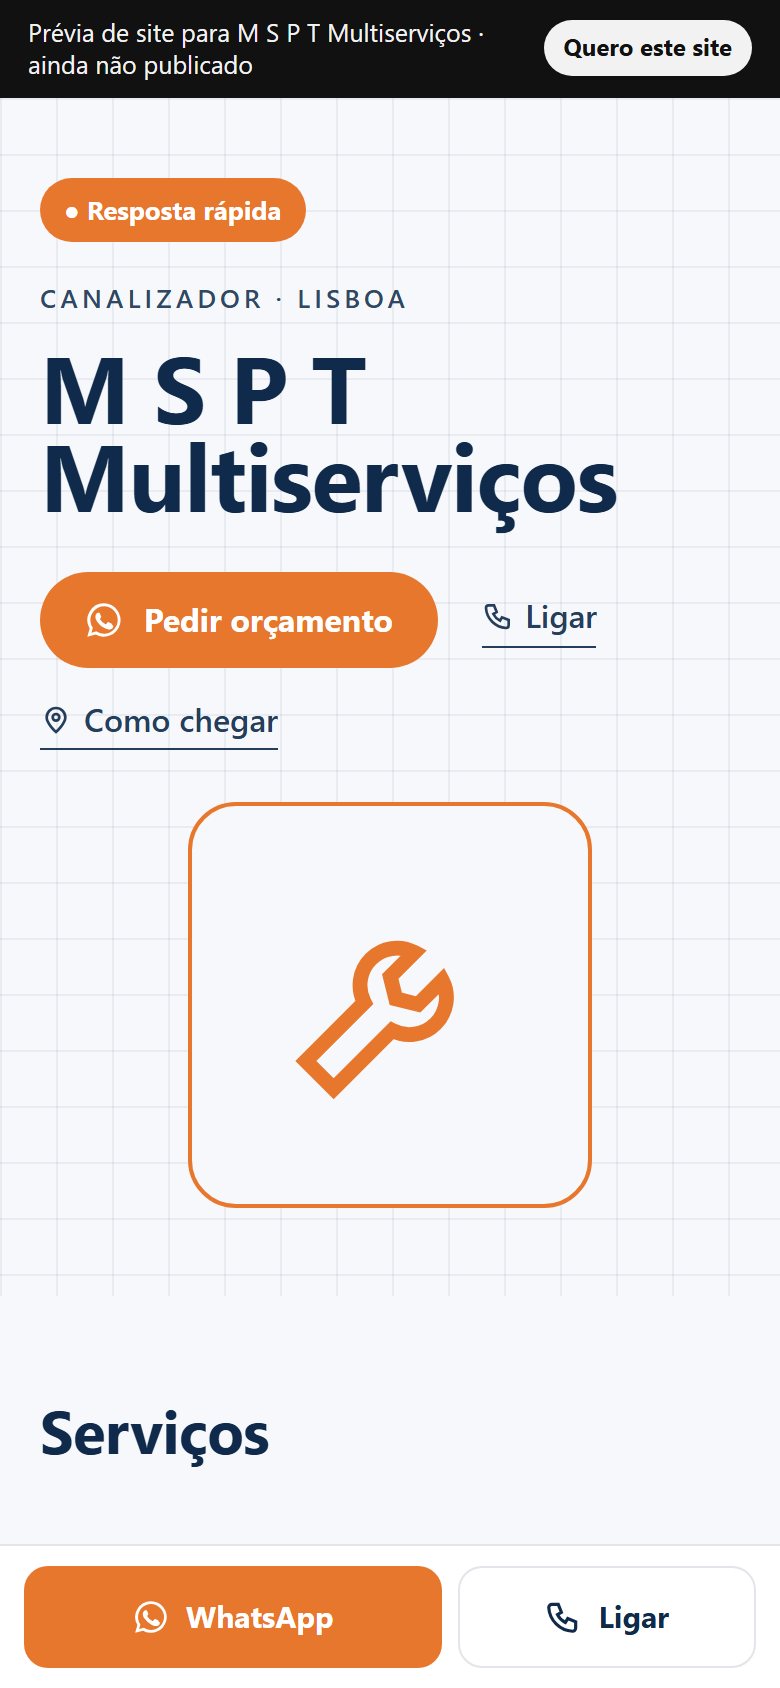 Prévia de site para M S P T Multiserviços ·
ainda não publicado
Quero este site
Resposta rápida
CANALIZADOR · LISBOA
M S P T
Multiserviços
Pedir orçamento
Ligar
Como chegar
Serviços
WhatsApp
Ligar